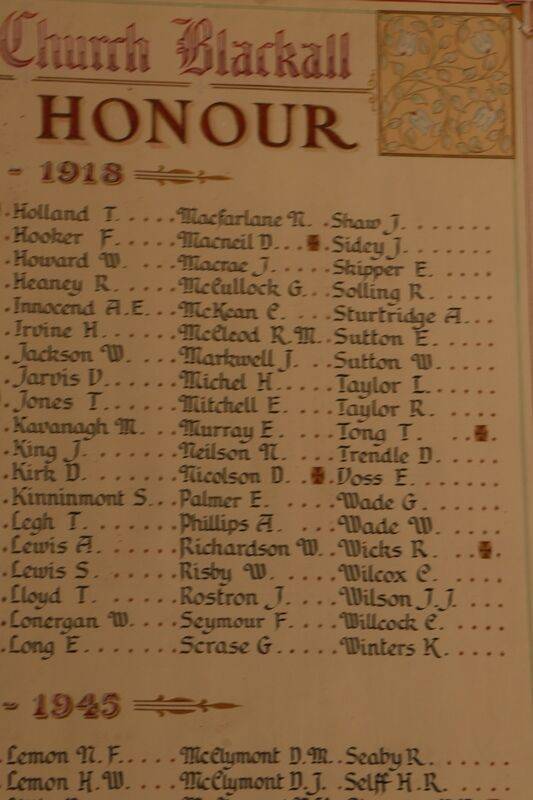 Church Blackall
HONOUR
- 1918
.Holland T. .... Macfarlane N. . Shaw J. .......
.Hooker F. .... Macneil D. ... ✠ . Sidey J. .......
.Howard W. ... Macrae J. ..... Skipper E. .....
.Heaney R. .... McCullock G. .. Solling R. .....
.Innocend A.E. .. McKean C. ... Sturtridge A. ...
.Irvine H. ..... McCleod R.M. .. Sutton E. .....
.Jackson W. ... Markwell J. ... Sutton W. ....
.Jarvis V. ..... Michel H. ..... Taylor L. ......
.Jones T. ..... Mitchell E. .... Taylor R. .....
.Kavanagh M. .. Murray E. .... Tong T. .. ✠ .
.King J. ...... Neilson N. .... Trendle D. ....
.Kirk D. ...... Nicolson D. .. ✠ . Voss E. ......
.Kinninmont S. .. Palmer E. ..... Wade G. .....
.Legh T. ...... Phillips A. .... Wade W. ....
.Lewis A. ..... Richardson W. .. Wicks R. .. ✠ .
.Lewis S. ..... Risby W. ..... Wilcox C. ....
.Lloyd T. ..... Rostron J. .... Wilson J.J. ...
.Lonergan W. ... Seymour F. ... Willcock C. ...
.Long E. ...... Scrase G. .... Winters K. ....
- 1945
Lemon N.F. .... McClymont D.M. .. Seaby R. ......
Lemon H.W. .... McClymont D.J. . Selff H.R. ....